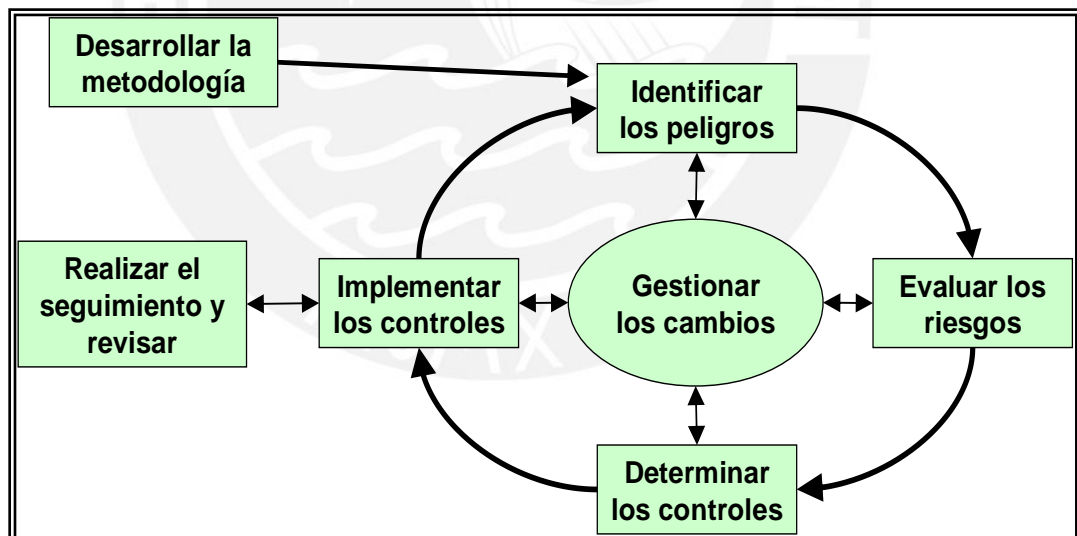 Desarrollar la
metodología
Identificar
los peligros
Realizar el
seguimiento y
revisar
Implementar
los controles
Gestionar
los cambios
Evaluar los
riesgos
Determinar
los controles